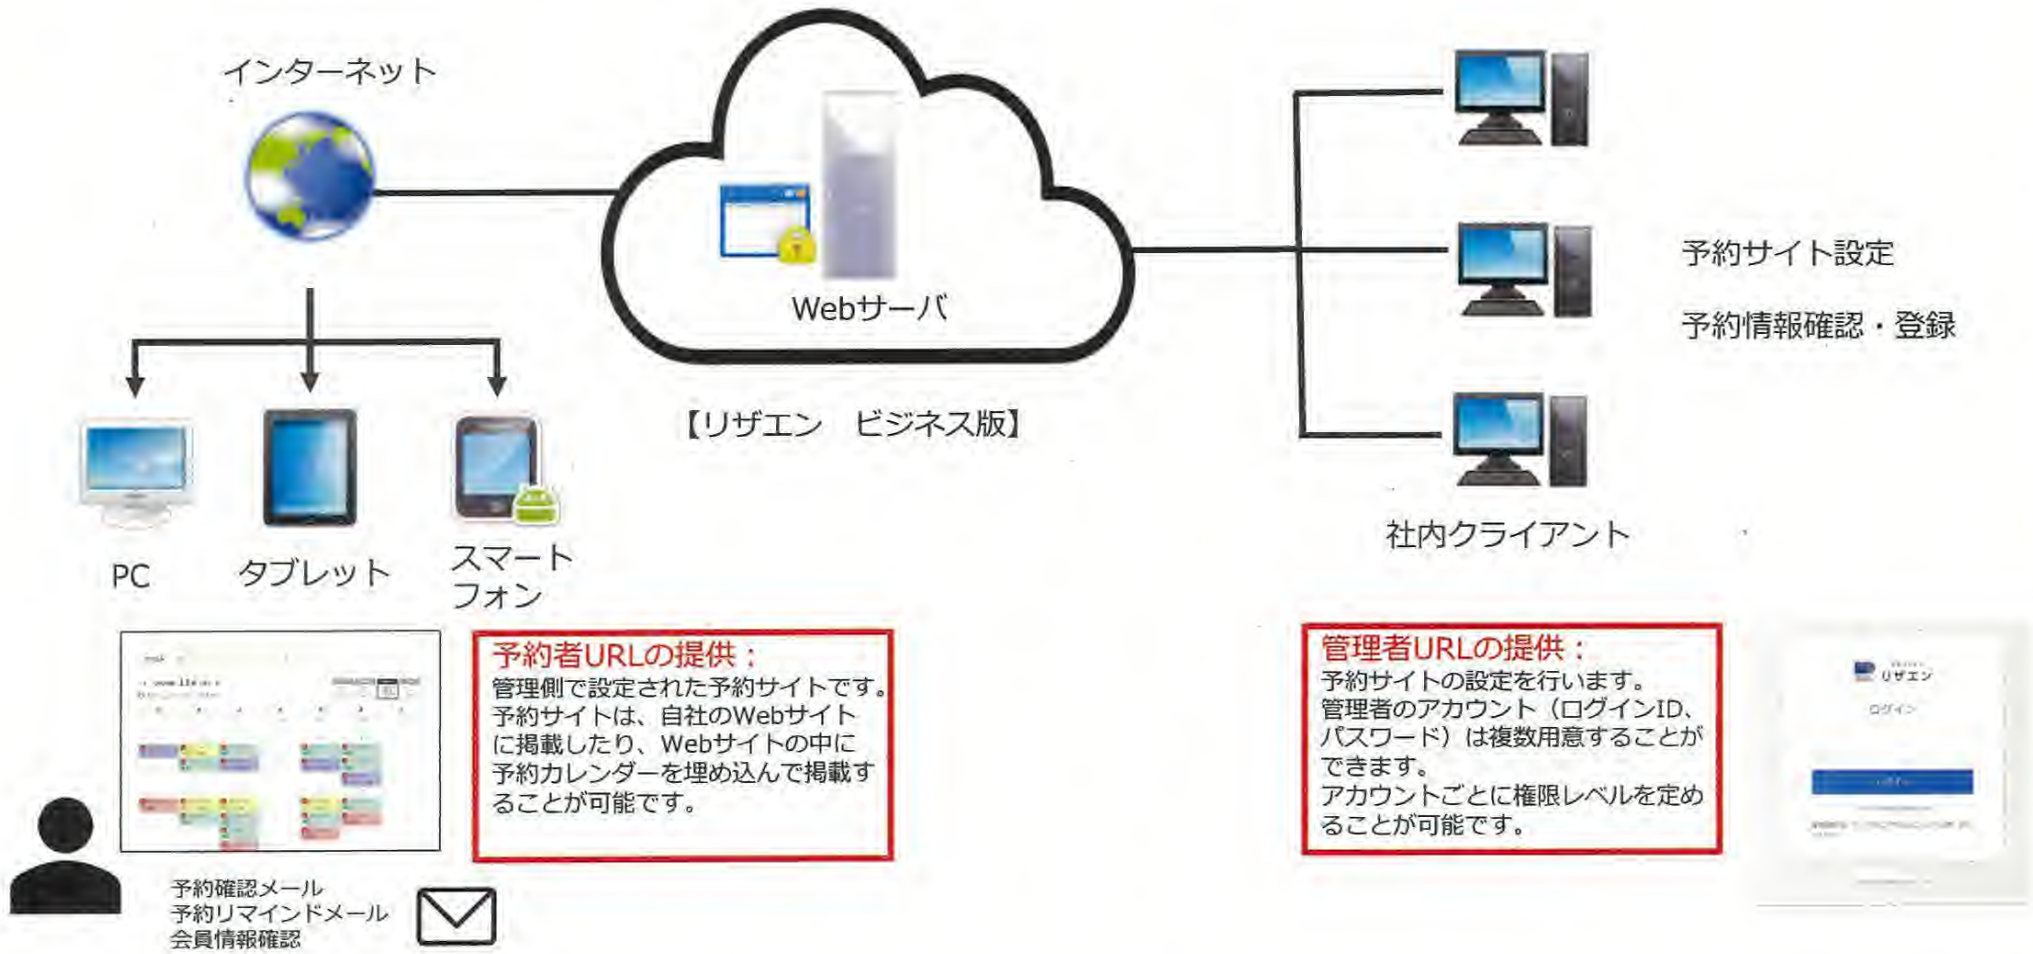 インターネット
Webサーバ
【リザエン　ビジネス版】
予約サイト設定
予約情報確認・登録
社内クライアント
PC
タブレット
スマート
フォン
予約者URLの提供：
管理側で設定された予約サイトです。
予約サイトは、自社のWebサイト
に掲載したり、Webサイトの中に
予約カレンダーを埋め込んで掲載す
ることが可能です。
管理者URLの提供：
予約サイトの設定を行います。
管理者のアカウント（ログインID、
パスワード）は複数用意することが
できます。
アカウントごとに権限レベルを定め
ることが可能です。
リザエン
ログイン
予約確認メール
予約リマインドメール
会員情報確認